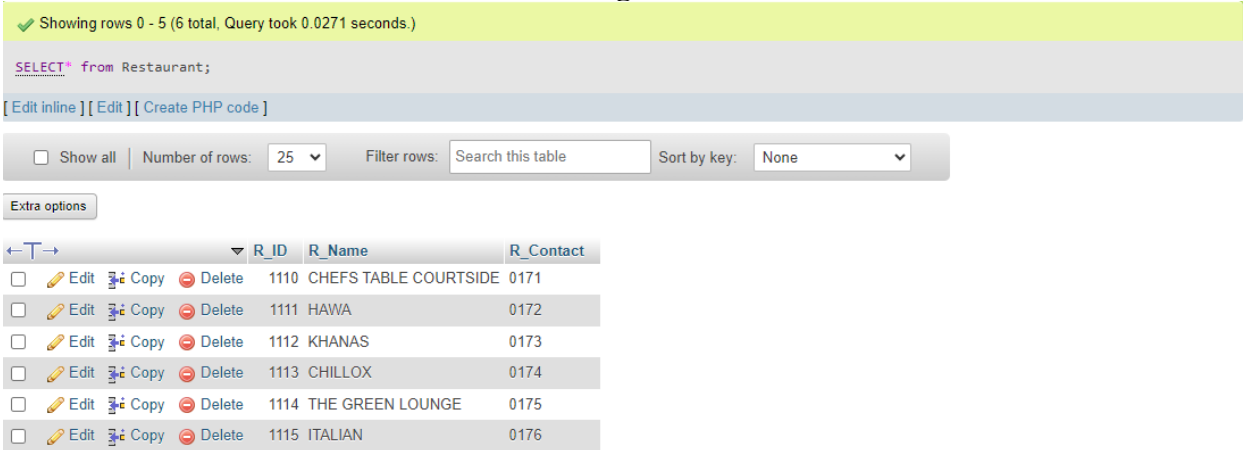 Showing rows 0 - 5 (6 total, Query took 0.0271 seconds.)
SELECT* from Restaurant;
[ Edit inline ] [ Edit ] [ Create PHP code ]
Show all | Number of rows: 25 Filter rows: Search this table Sort by key: None
Extra options
←T→ R_ID R_Name R_Contact
Edit Copy Delete 1110 CHEFS TABLE COURTSIDE 0171
Edit Copy Delete 1111 HAWA 0172
Edit Copy Delete 1112 KHANAS 0173
Edit Copy Delete 1113 CHILLOX 0174
Edit Copy Delete 1114 THE GREEN LOUNGE 0175
Edit Copy Delete 1115 ITALIAN 0176